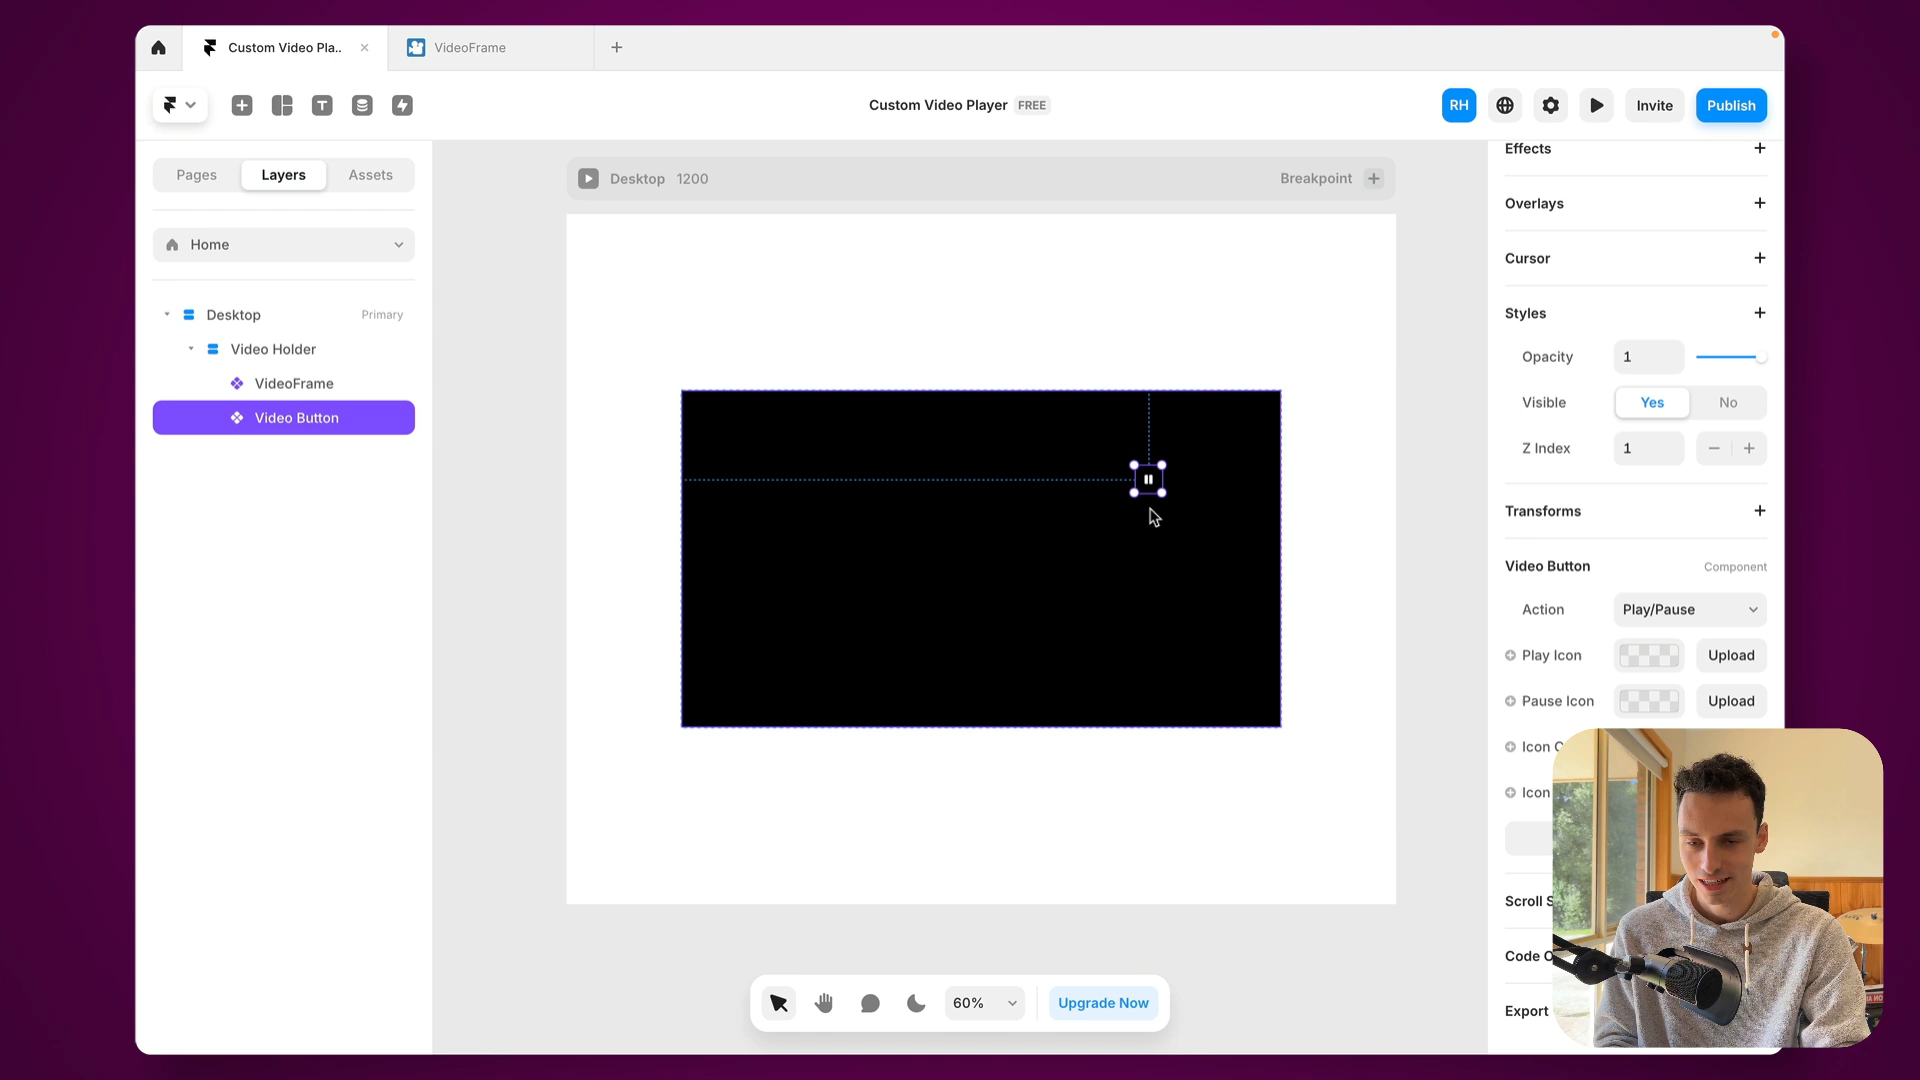 Custom Video Pla..
VideoFrame
Custom Video Player FREE
RH
Invite
Publish
Pages
Layers
Assets
Home
Desktop Primary
Video Holder
VideoFrame
Video Button
Desktop 1200
Breakpoint
Effects
Overlays
Cursor
Styles
Opacity 1
Visible Yes No
Z Index 1
Transforms
Video Button Component
Action Play/Pause
Play Icon Upload
Pause Icon Upload
Icon
Icon
Scroll S
Code O
Export
60%
Upgrade Now